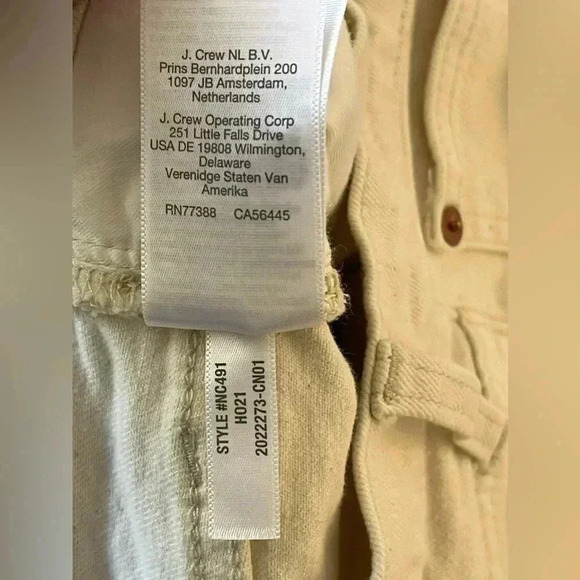 J. Crew NL B.V.
Prins Bernhardplein 200
1097 JB Amsterdam,
Netherlands
J. Crew Operating Corp
251 Little Falls Drive
USA DE 19808 Wilmington,
Delaware
Verenidge Staten Van
Amerika
RN77388 CA56445
STYLE #NC491
HO21
2022273-CN01